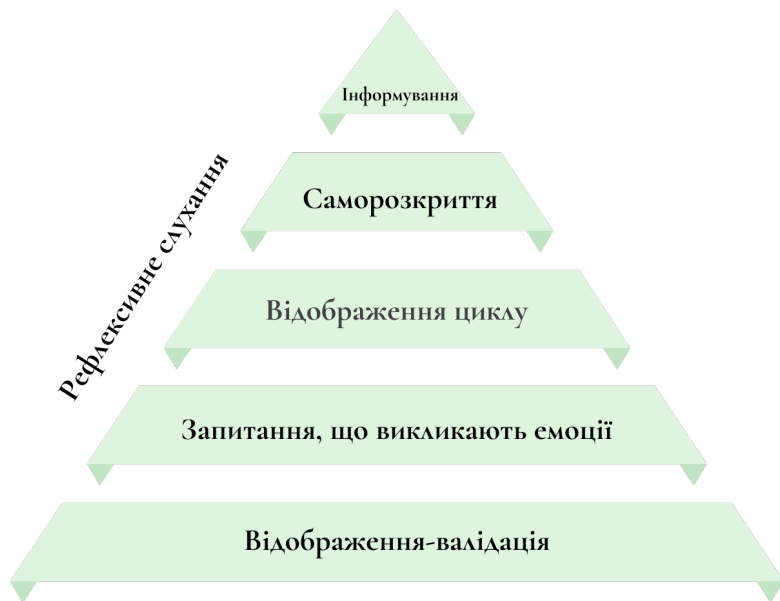 Інформування
Саморозкриття
Рефлексивне слухання
Відображення циклу
Запитання, що викликають емоції
Відображення-валідація